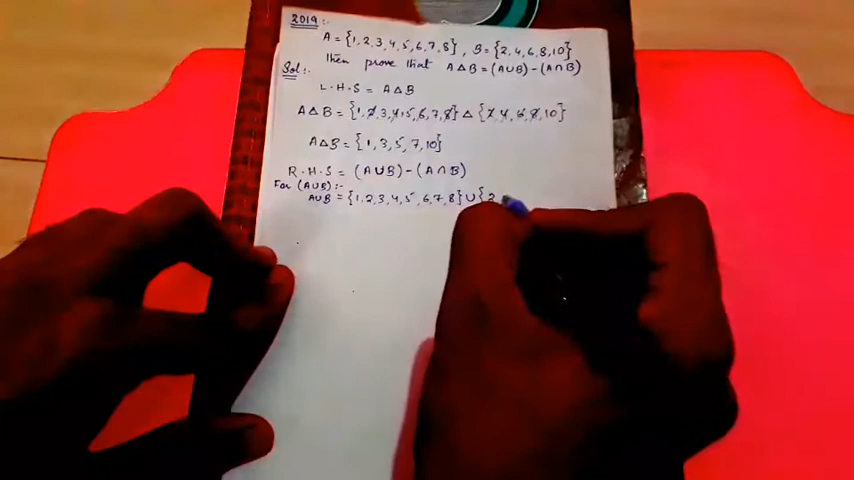 2019:-
A = {1,2,3,4,5,6,7,8}, B = {2,4,6,8,10}
then prove that A∆B = (A∪B) - (A∩B)
Sol:-
L.H.S = A∆B
A∆B = {1,2,3,4,5,6,7,8} ∆ {2,4,6,8,10}
A∆B = {1,3,5,7,10}
R.H.S = (A∪B) - (A∩B)
For (A∪B):-
A∪B = {1,2,3,4,5,6,7,8} ∪ {2